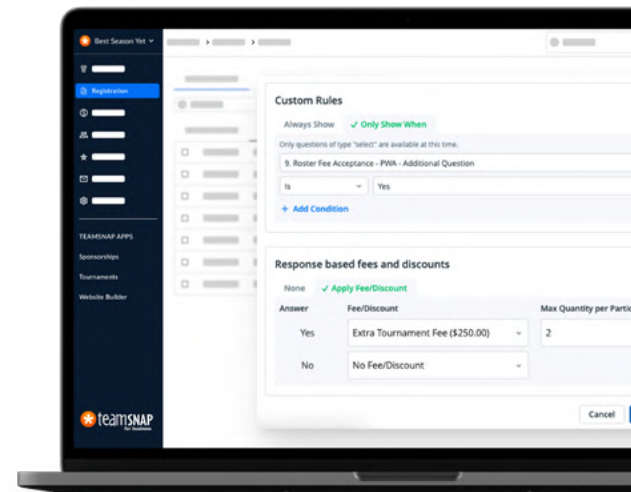 Best Season Yet
Registration
TEAMSNAP APPS
Sponsorships
Tournaments
Website Builder
teamsnap
for business
Custom Rules
Always Show ✓ Only Show When
Only questions of type "select" are available at this time.
9. Roster Fee Acceptance - PWA - Additional Question
Is Yes
+ Add Condition
Response based fees and discounts
None ✓ Apply Fee/Discount
Answer Fee/Discount Max Quantity per Partic
Yes Extra Tournament Fee ($250.00) 2
No No Fee/Discount
Cancel